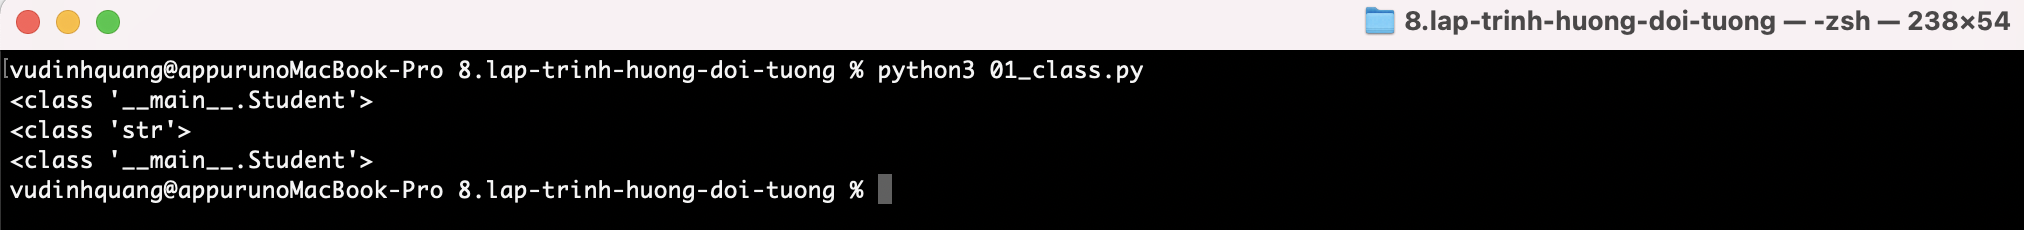 8.lap-trinh-huong-doi-tuong — -zsh — 238×54
[vudinhquang@appurunoMacBook-Pro 8.lap-trinh-huong-doi-tuong % python3 01_class.py
<class '__main__.Student'>
<class 'str'>
<class '__main__.Student'>
vudinhquang@appurunoMacBook-Pro 8.lap-trinh-huong-doi-tuong %